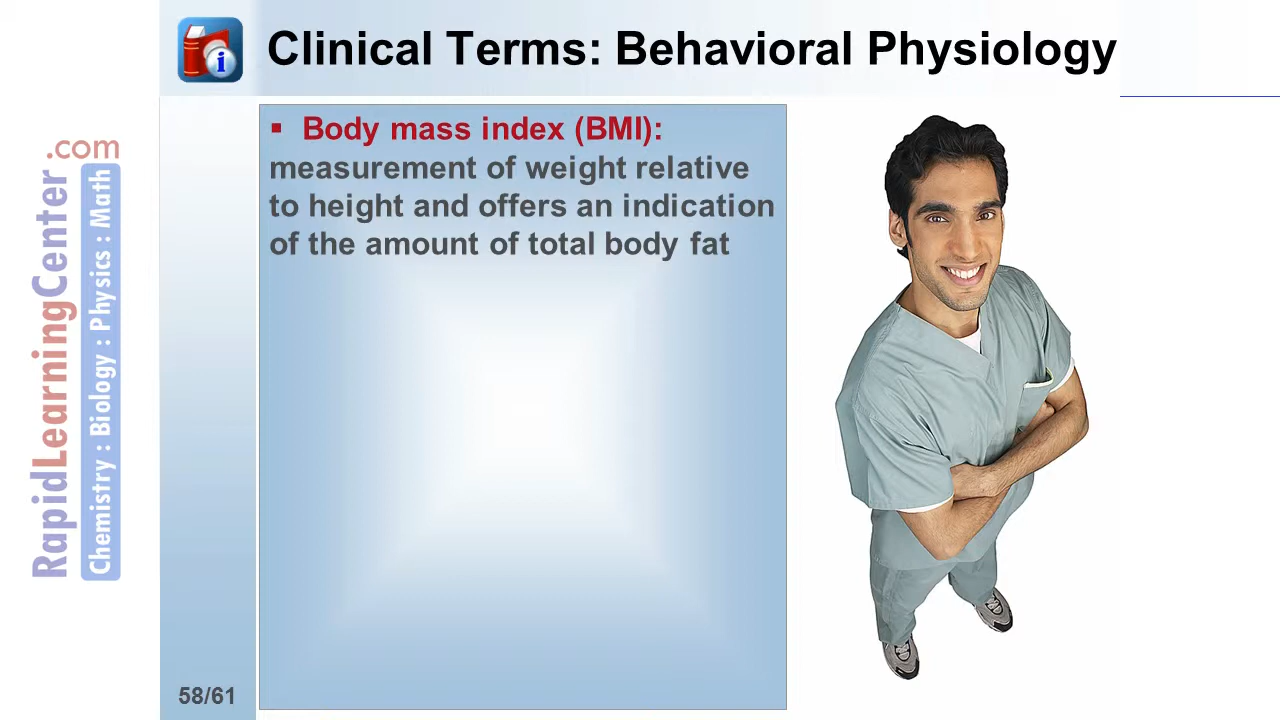 Clinical Terms: Behavioral Physiology
▪ Body mass index (BMI):
measurement of weight relative
to height and offers an indication
of the amount of total body fat
RapidLearningCenter.com
Chemistry : Biology : Physics : Math
58/61
i